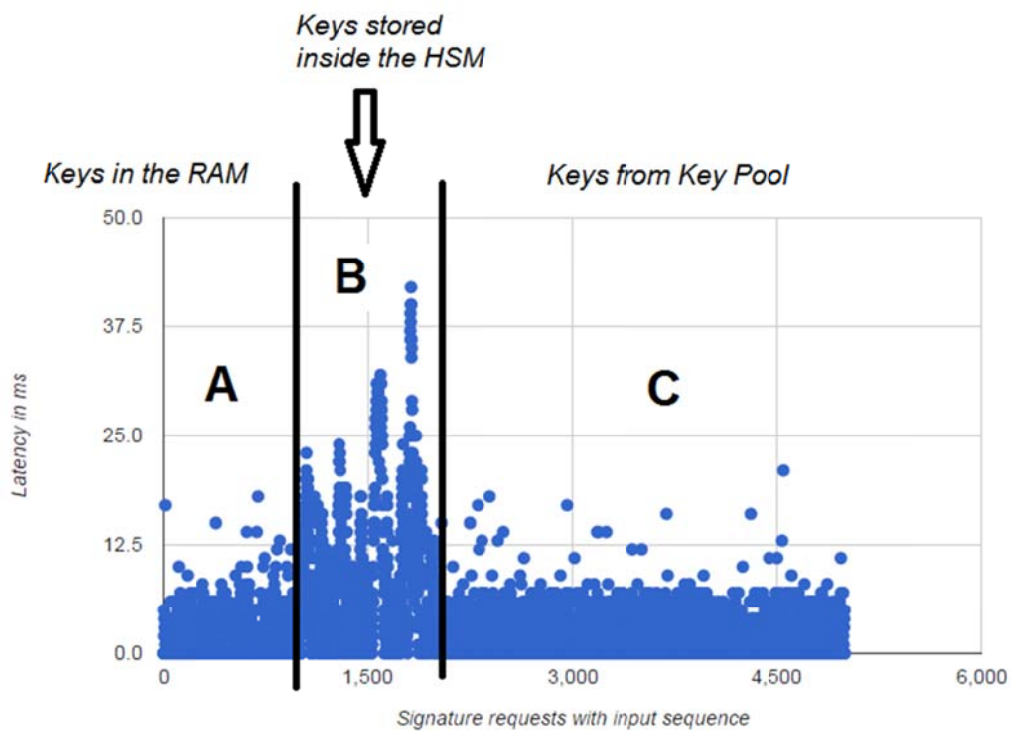 Keys stored
inside the HSM
Keys in the RAM
Keys from Key Pool
50.0
B
37.5
A
C
Latency in ms
25.0
12.5
0.0
0
1,500
3,000
4,500
6,000
Signature requests with input sequence